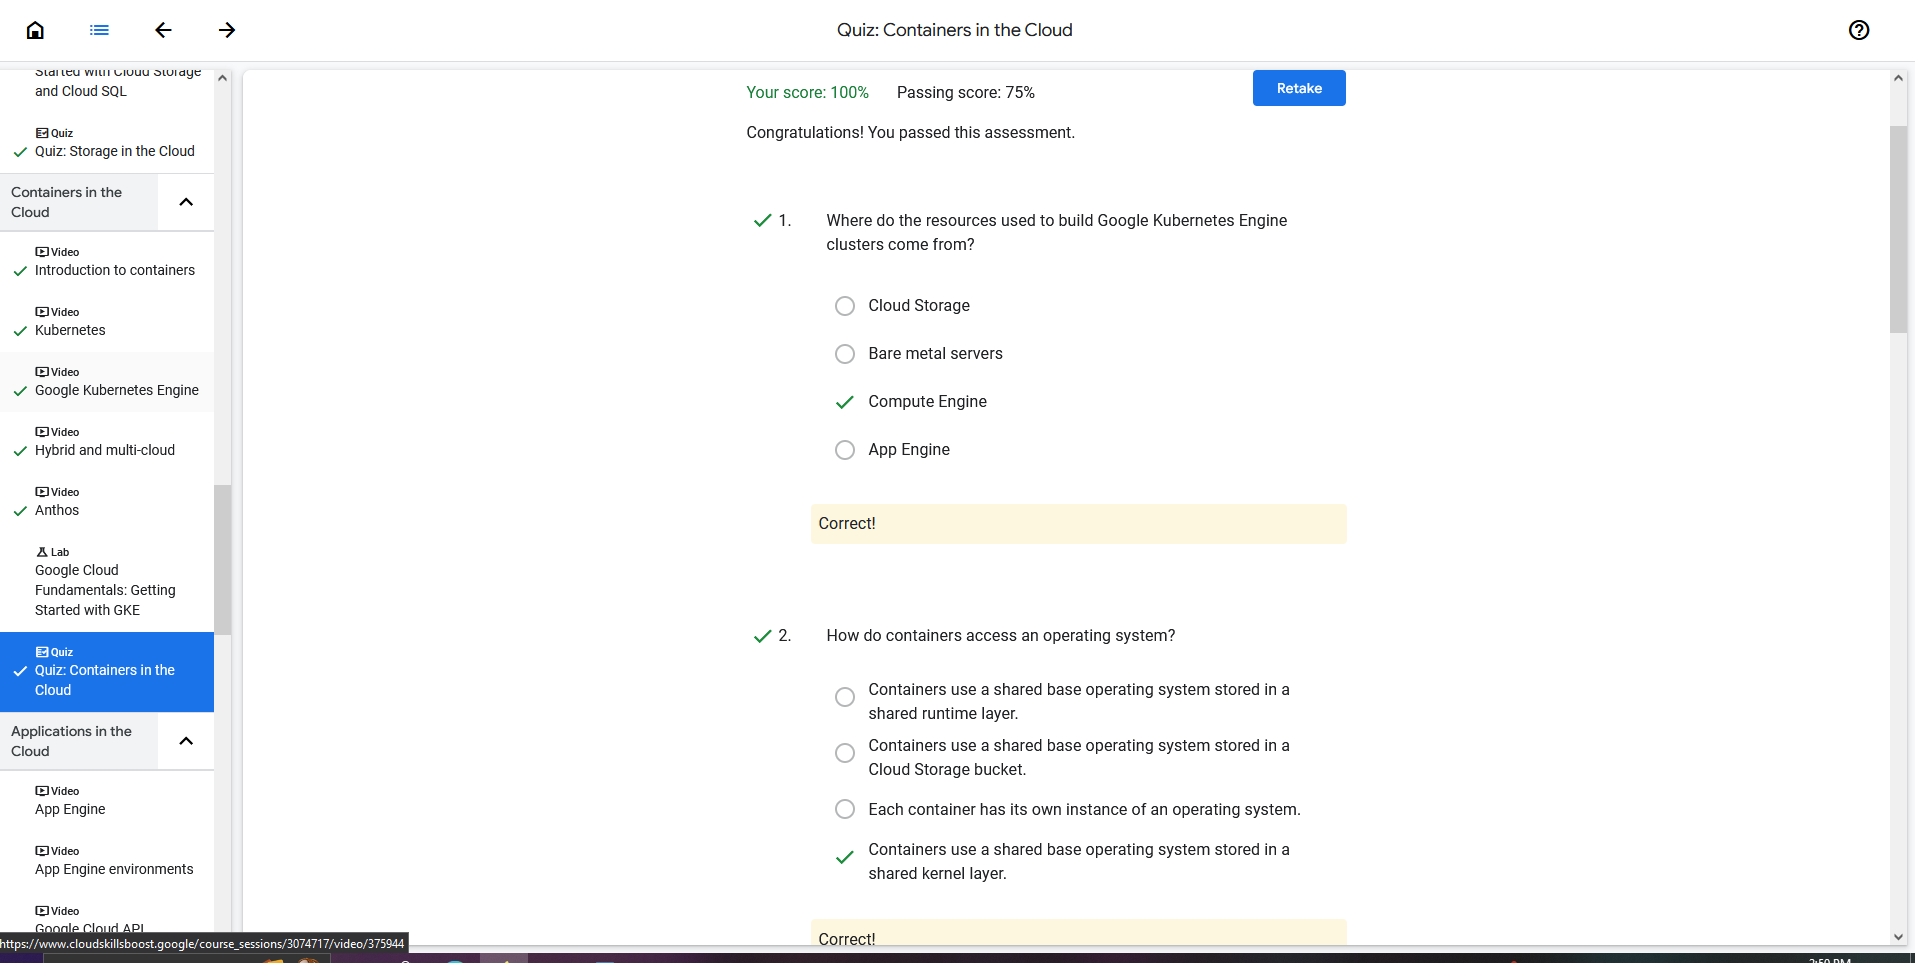 Quiz: Containers in the Cloud
Started with Cloud Storage
and Cloud SQL
Quiz
Quiz: Storage in the Cloud
Containers in the
Cloud
Video
Introduction to containers
Video
Kubernetes
Video
Google Kubernetes Engine
Video
Hybrid and multi-cloud
Video
Anthos
Lab
Google Cloud
Fundamentals: Getting
Started with GKE
Quiz
Quiz: Containers in the
Cloud
Applications in the
Cloud
Video
App Engine
Video
App Engine environments
Video
Google Cloud API
https://www.cloudskillsboost.google/course_sessions/3074717/video/375944
Your score: 100% Passing score: 75%
Retake
Congratulations! You passed this assessment.
1. Where do the resources used to build Google Kubernetes Engine
clusters come from?
Cloud Storage
Bare metal servers
Compute Engine
App Engine
Correct!
2. How do containers access an operating system?
Containers use a shared base operating system stored in a
shared runtime layer.
Containers use a shared base operating system stored in a
Cloud Storage bucket.
Each container has its own instance of an operating system.
Containers use a shared base operating system stored in a
shared kernel layer.
Correct!